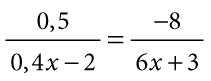 0,5 / (0,4x − 2) = −8 / (6x + 3)